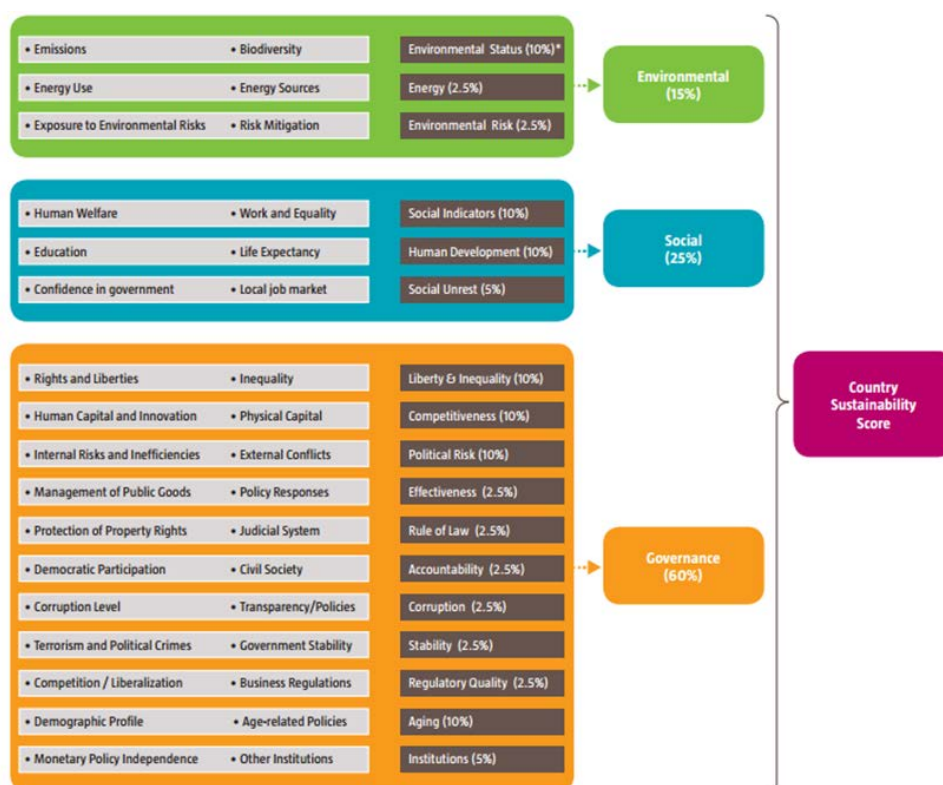 • Emissions • Biodiversity Environmental Status (10%)*
• Energy Use • Energy Sources Energy (2.5%)
• Exposure to Environmental Risks • Risk Mitigation Environmental Risk (2.5%)
Environmental
(15%)
• Human Welfare • Work and Equality Social Indicators (10%)
• Education • Life Expectancy Human Development (10%)
• Confidence in government • Local job market Social Unrest (5%)
Social
(25%)
• Rights and Liberties • Inequality Liberty & Inequality (10%)
• Human Capital and Innovation • Physical Capital Competitiveness (10%)
• Internal Risks and Inefficiencies • External Conflicts Political Risk (10%)
• Management of Public Goods • Policy Responses Effectiveness (2.5%)
• Protection of Property Rights • Judicial System Rule of Law (2.5%)
• Democratic Participation • Civil Society Accountability (2.5%)
• Corruption Level • Transparency/Policies Corruption (2.5%)
• Terrorism and Political Crimes • Government Stability Stability (2.5%)
• Competition / Liberalization • Business Regulations Regulatory Quality (2.5%)
• Demographic Profile • Age-related Policies Aging (10%)
• Monetary Policy Independence • Other Institutions Institutions (5%)
Governance
(60%)
Country
Sustainability
Score